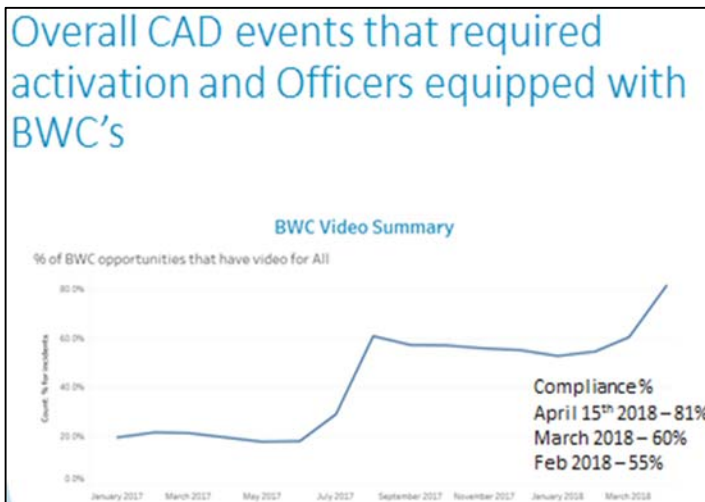 Overall CAD events that required
activation and Officers equipped with
BWC's
BWC Video Summary
% of BWC opportunities that have video for All
80.0%
60.0%
40.0%
20.0%
0.0%
Count: % for incidents
Compliance%
April 15th 2018 – 81%
March 2018 – 60%
Feb 2018 – 55%
January 2017 March 2017 May 2017 July 2017 September 2017 November 2017 January 2018 March 2018